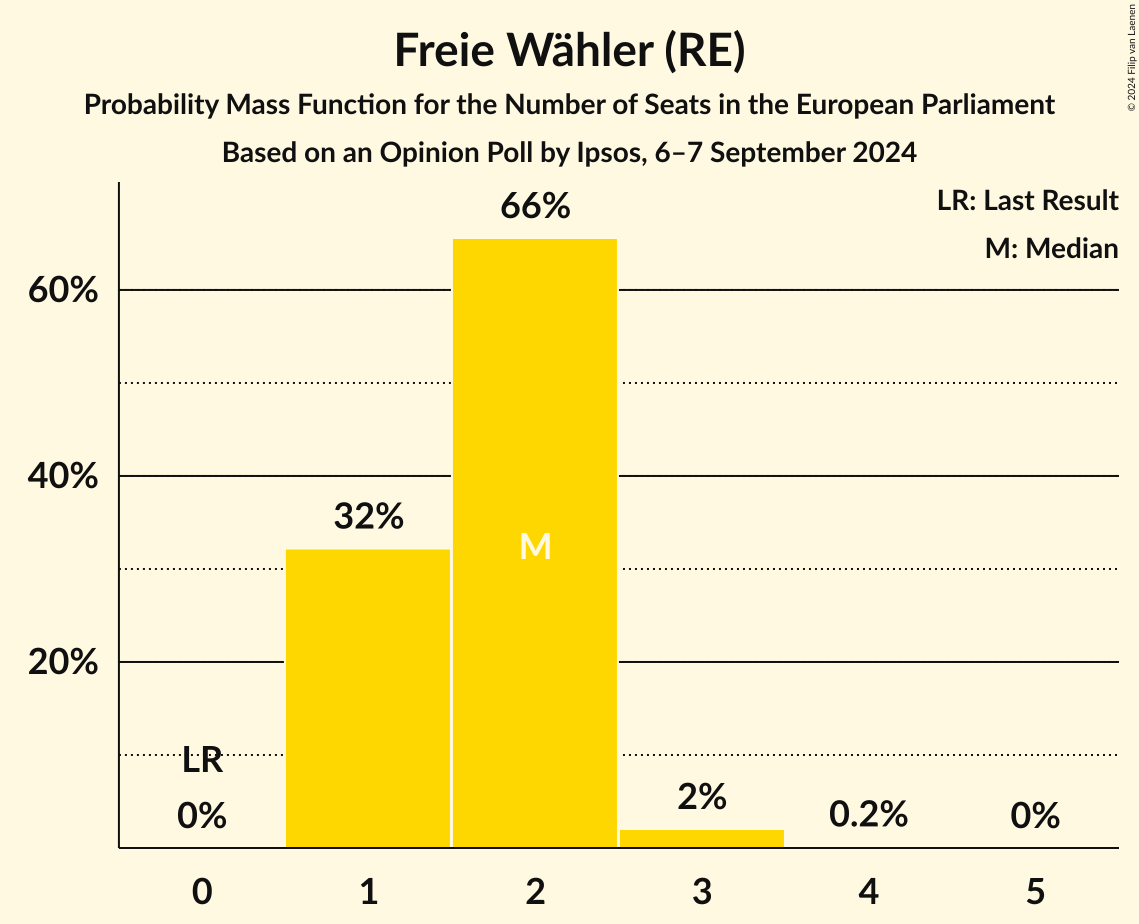 Freie Wähler (RE)
Probability Mass Function for the Number of Seats in the European Parliament
Based on an Opinion Poll by Ipsos, 6–7 September 2024
© 2024 Filip van Laenen
LR: Last Result
M: Median
66%
60%
40%
32%
M
20%
LR
0%
2%
0.2%
0%
0 1 2 3 4 5